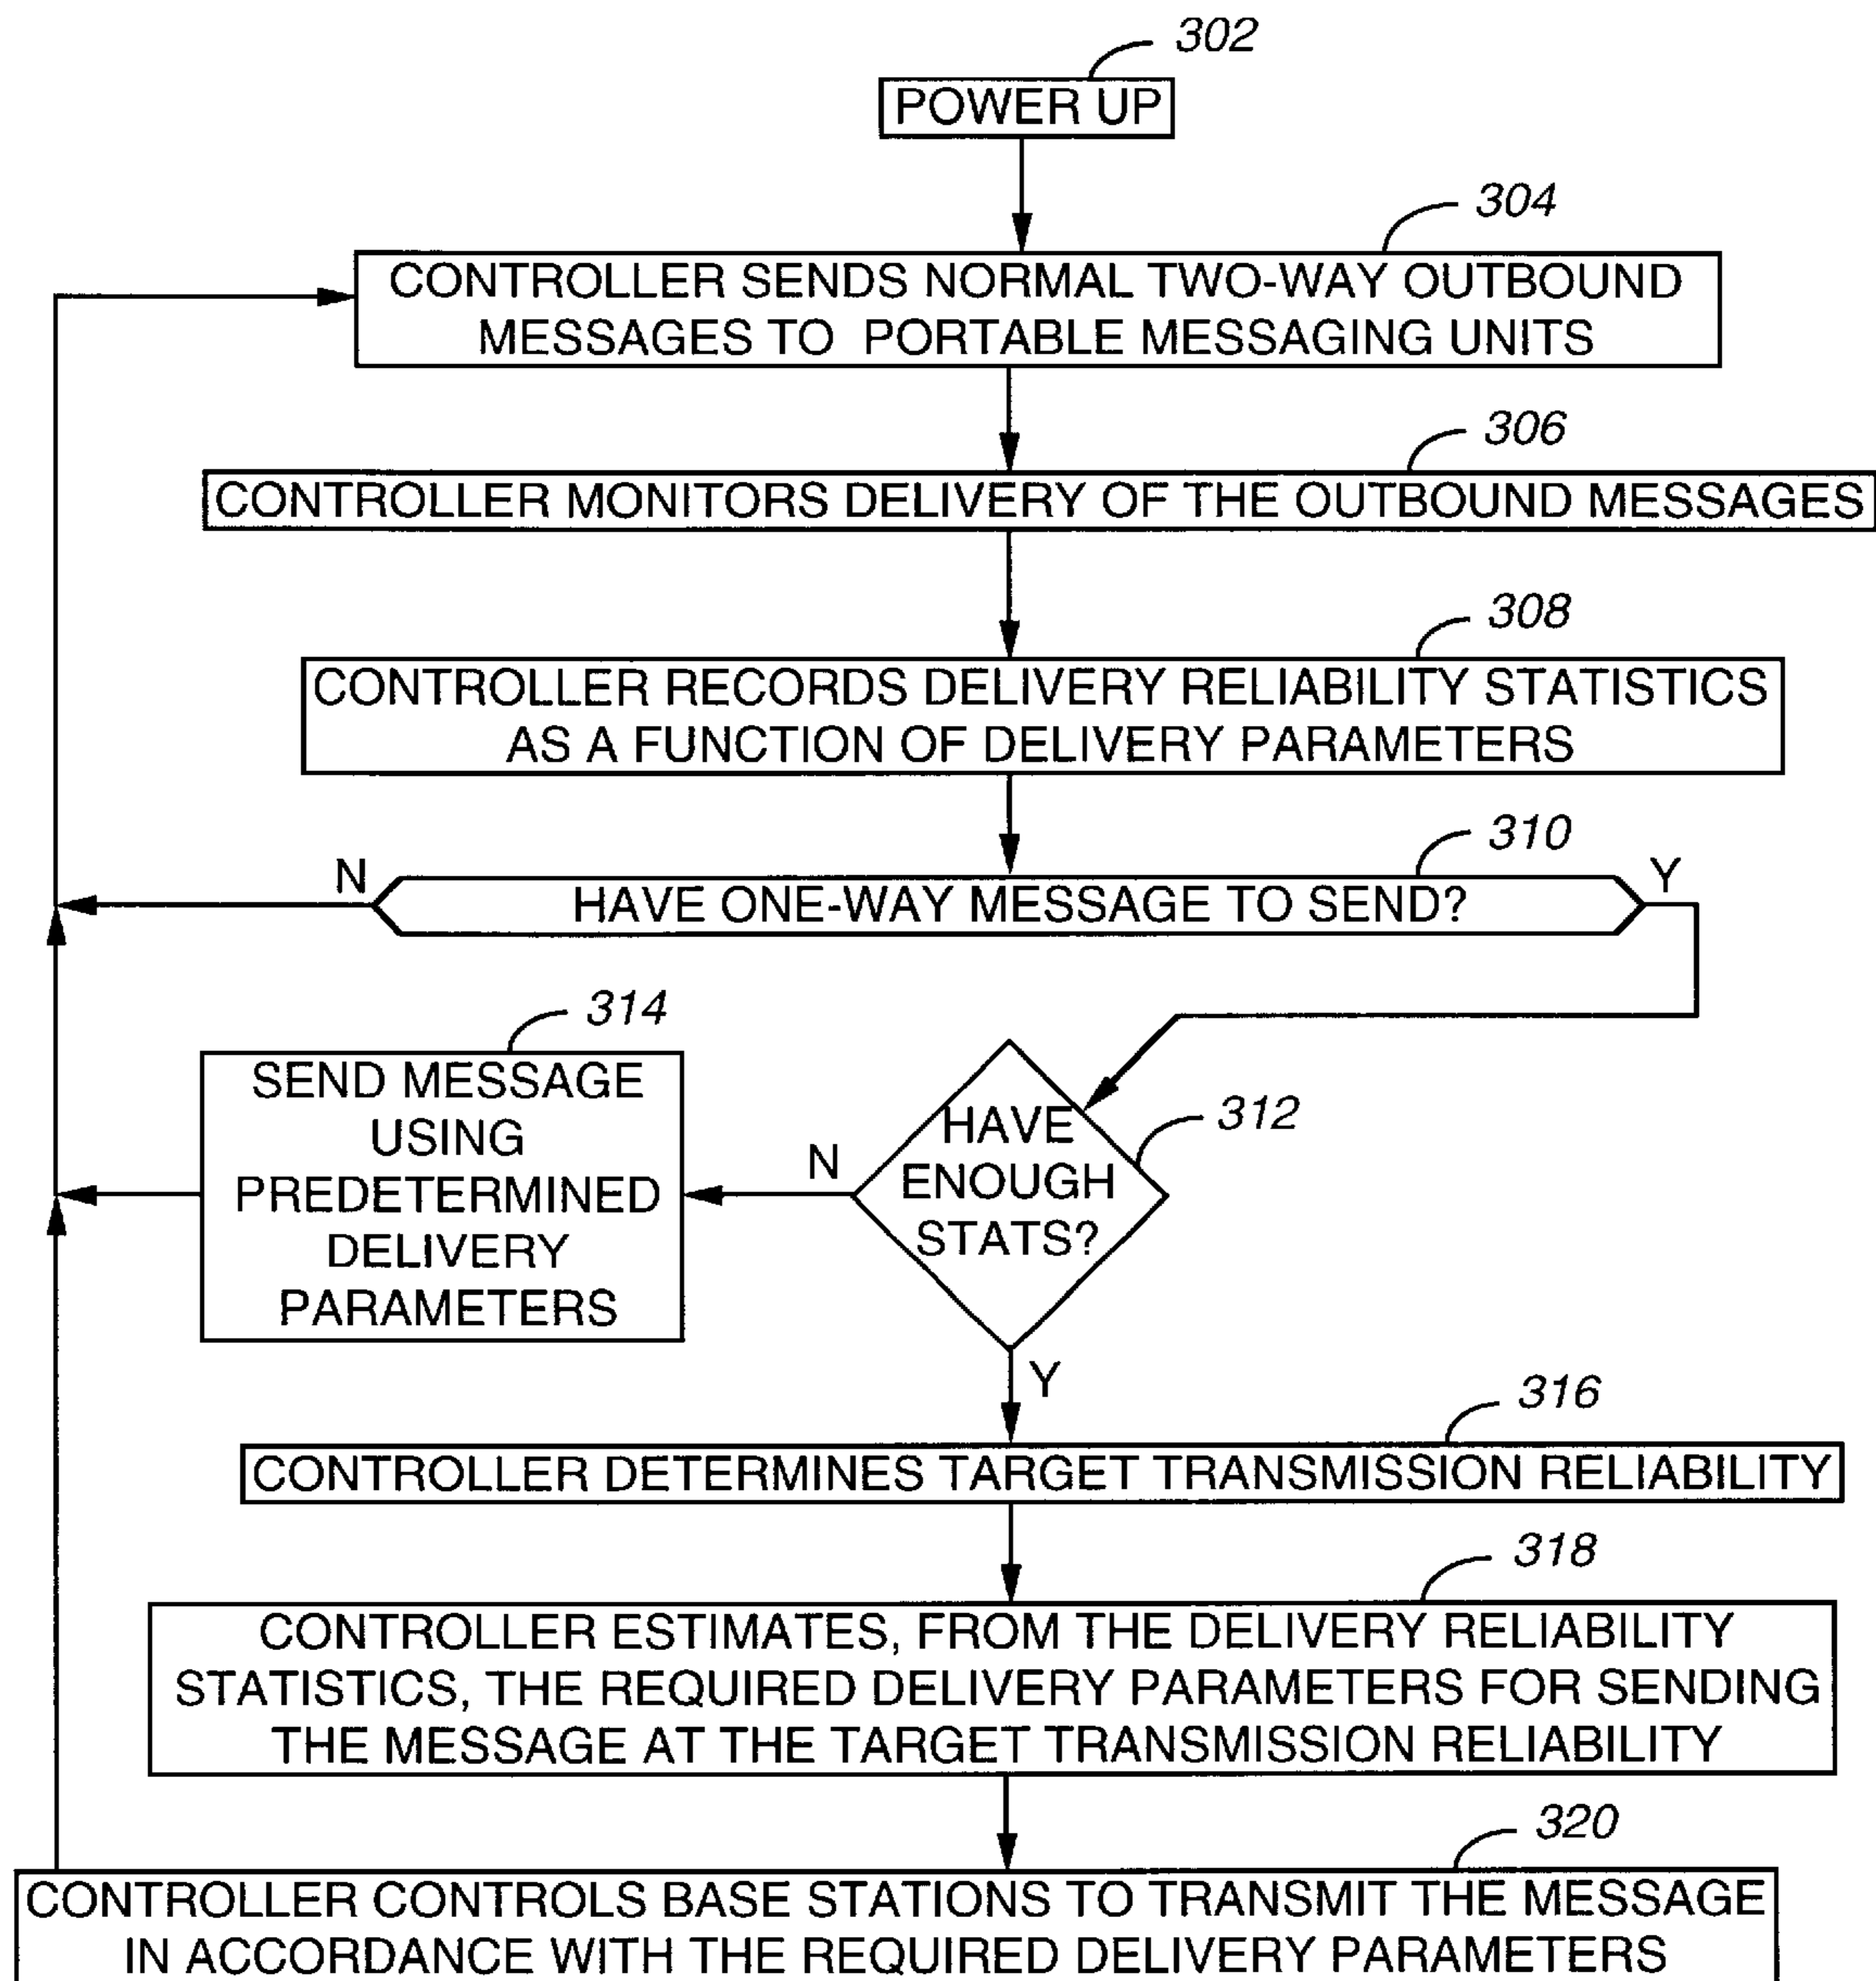 302
POWER UP
304
CONTROLLER SENDS NORMAL TWO-WAY OUTBOUND
MESSAGES TO PORTABLE MESSAGING UNITS
306
CONTROLLER MONITORS DELIVERY OF THE OUTBOUND MESSAGES
308
CONTROLLER RECORDS DELIVERY RELIABILITY STATISTICS
AS A FUNCTION OF DELIVERY PARAMETERS
310
N
HAVE ONE-WAY MESSAGE TO SEND?
Y
314
SEND MESSAGE
USING
PREDETERMINED
DELIVERY
PARAMETERS
N
312
HAVE
ENOUGH
STATS?
Y
316
CONTROLLER DETERMINES TARGET TRANSMISSION RELIABILITY
318
CONTROLLER ESTIMATES, FROM THE DELIVERY RELIABILITY
STATISTICS, THE REQUIRED DELIVERY PARAMETERS FOR SENDING
THE MESSAGE AT THE TARGET TRANSMISSION RELIABILITY
320
CONTROLLER CONTROLS BASE STATIONS TO TRANSMIT THE MESSAGE
IN ACCORDANCE WITH THE REQUIRED DELIVERY PARAMETERS